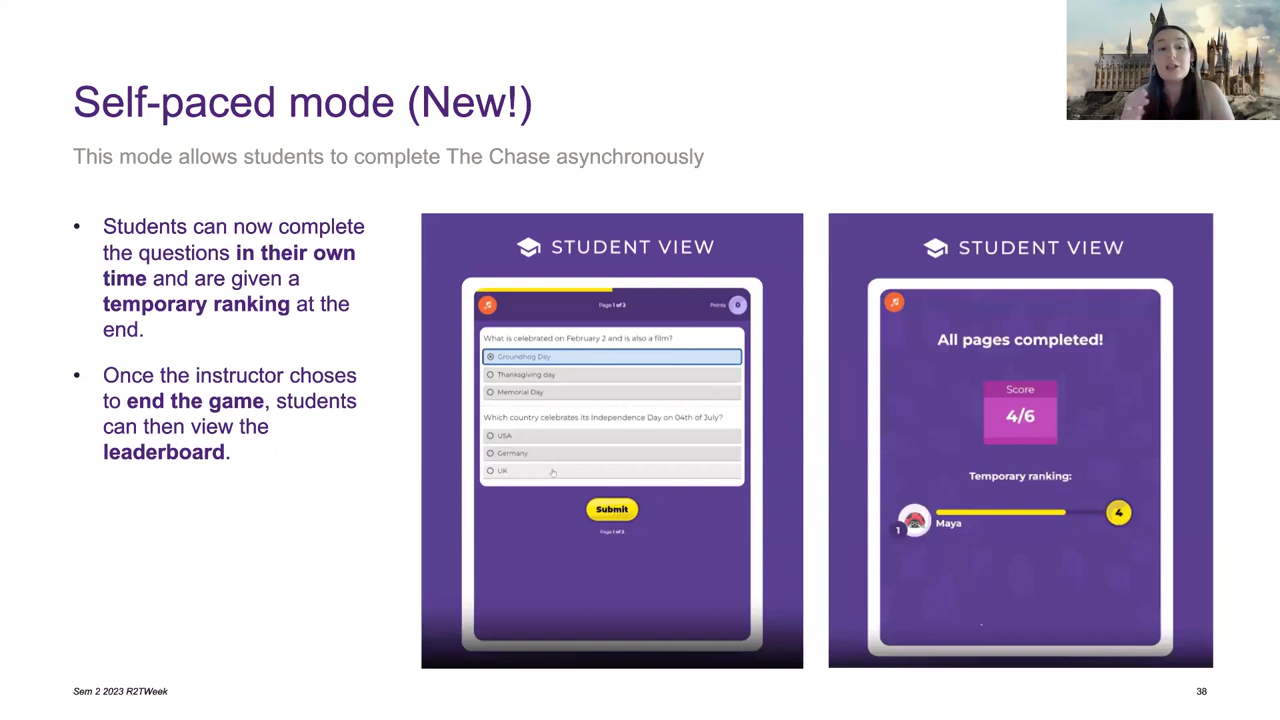 Self-paced mode (New!)
This mode allows students to complete The Chase asynchronously
• Students can now complete
the questions in their own
time and are given a
temporary ranking at the
end.
• Once the instructor choses
to end the game, students
can then view the
leaderboard.
STUDENT VIEW
Page 1 of 2
Points 0
What is celebrated on February 2 and is also a film?
Groundhog Day
Thanksgiving day
Memorial Day
Which country celebrates its Independence Day on 04th of July?
USA
Germany
UK
Submit
Page 1 of 2
STUDENT VIEW
All pages completed!
Score
4/6
Temporary ranking:
1
Maya
4
Sem 2 2023 R2TWeek
38